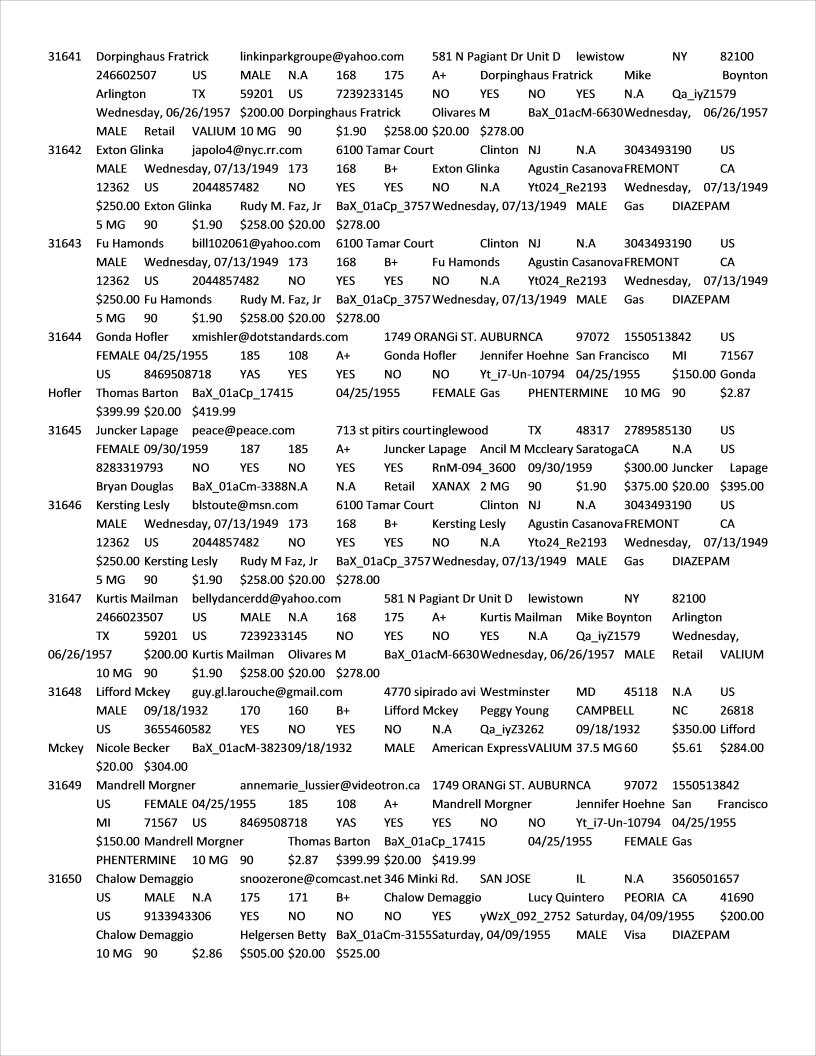 31641 Dorpinghaus Fratrick linkinparkgroupe@yahoo.com 581 N Pagiant Dr Unit D lewistow NY 82100
246602507 US MALE N.A 168 175 A+ Dorpinghaus Fratrick Mike Boynton
Arlington TX 59201 US 7239233145 NO YES NO YES N.A Qa_iyZ1579
Wednesday, 06/26/1957 $200.00 Dorpinghaus Fratrick Olivares M BaX_01acM-6630Wednesday, 06/26/1957
MALE Retail VALIUM 10 MG 90 $1.90 $258.00 $20.00 $278.00
31642 Exton Glinka japolo4@nyc.rr.com 6100 Tamar Court Clinton NJ N.A 3043493190 US
MALE Wednesday, 07/13/1949 173 168 B+ Exton Glinka Agustin CasanovaFREMONT CA
12362 US 2044857482 NO YES YES NO N.A Yt024_Re2193 Wednesday, 07/13/1949
$250.00 Exton Glinka Rudy M. Faz, Jr BaX_01aCp_3757Wednesday, 07/13/1949 MALE Gas DIAZEPAM
5 MG 90 $1.90 $258.00 $20.00 $278.00
31643 Fu Hamonds bill102061@yahoo.com 6100 Tamar Court Clinton NJ N.A 3043493190 US
MALE Wednesday, 07/13/1949 173 168 B+ Fu Hamonds Agustin CasanovaFREMONT CA
12362 US 2044857482 NO YES YES NO N.A Yt024_Re2193 Wednesday, 07/13/1949
$250.00 Fu Hamonds Rudy M. Faz, Jr BaX_01aCp_3757Wednesday, 07/13/1949 MALE Gas DIAZEPAM
5 MG 90 $1.90 $258.00 $20.00 $278.00
31644 Gonda Hofler xmishler@dotstandards.com 1749 ORANGi ST. AUBURNCA 97072 1550513842 US
FEMALE 04/25/1955 185 108 A+ Gonda Hofler Jennifer Hoehne San Francisco MI 71567
US 8469508718 YAS YES YES NO NO Yt_i7-Un-10794 04/25/1955 $150.00 Gonda
Hofler Thomas Barton BaX_01aCp_17415 04/25/1955 FEMALE Gas PHENTERMINE 10 MG 90 $2.87
$399.99 $20.00 $419.99
31645 Juncker Lapage peace@peace.com 713 st pitirs courtinglewood TX 48317 2789585130 US
FEMALE 09/30/1959 187 185 A+ Juncker Lapage Ancil M Mccleary SaratogaCA N.A US
8283319793 NO YES NO YES YES RnM-094_3600 09/30/1959 $300.00 Juncker Lapage
Bryan Douglas BaX_01aCm-3388N.A N.A Retail XANAX 2 MG 90 $1.90 $375.00 $20.00 $395.00
31646 Kersting Lesly blstoute@msn.com 6100 Tamar Court Clinton NJ N.A 3043493190 US
MALE Wednesday, 07/13/1949 173 168 B+ Kersting Lesly Agustin CasanovaFREMONT CA
12362 US 2044857482 NO YES YES NO N.A Yto24_Re2193 Wednesday, 07/13/1949
$250.00 Kersting Lesly Rudy M Faz, Jr BaX_01aCp_3757Wednesday, 07/13/1949 MALE Gas DIAZEPAM
5 MG 90 $1.90 $258.00 $20.00 $278.00
31647 Kurtis Mailman bellydancerdd@yahoo.com 581 N Pagiant Dr Unit D lewistown NY 82100
2466023507 US MALE N.A 168 175 A+ Kurtis Mailman Mike Boynton Arlington
TX 59201 US 7239233145 NO YES NO YES N.A Qa_iyZ1579 Wednesday,
06/26/1957 $200.00 Kurtis Mailman Olivares M BaX_01acM-6630Wednesday, 06/26/1957 MALE Retail VALIUM
10 MG 90 $1.90 $258.00 $20.00 $278.00
31648 Lifford Mckey guy.gl.larouche@gmail.com 4770 sipirado avi Westminster MD 45118 N.A US
MALE 09/18/1932 170 160 B+ Lifford Mckey Peggy Young CAMPBELL NC 26818
US 3655460582 YES NO YES NO N.A Qa_iyZ3262 09/18/1932 $350.00 Lifford
Mckey Nicole Becker BaX_01acM-382309/18/1932 MALE American ExpressVALIUM 37.5 MG 60 $5.61 $284.00
$20.00 $304.00
31649 Mandrell Morgner annemarie_lussier@videotron.ca 1749 ORANGi ST. AUBURNCA 97072 1550513842
US FEMALE 04/25/1955 185 108 A+ Mandrell Morgner Jennifer Hoehne San Francisco
MI 71567 US 8469508718 YAS YES YES NO NO Yt_i7-Un-10794 04/25/1955
$150.00 Mandrell Morgner Thomas Barton BaX_01aCp_17415 04/25/1955 FEMALE Gas
PHENTERMINE 10 MG 90 $2.87 $399.99 $20.00 $419.99
31650 Chalow Demaggio snoozerone@comcast.net 346 Minki Rd. SAN JOSE IL N.A 3560501657
US MALE N.A 175 171 B+ Chalow Demaggio Lucy Quintero PEORIA CA 41690
US 9133943306 YES NO NO NO YES yWzX_092_2752 Saturday, 04/09/1955 $200.00
Chalow Demaggio Helgersen Betty BaX_01aCm-3155Saturday, 04/09/1955 MALE Visa DIAZEPAM
10 MG 90 $2.86 $505.00 $20.00 $525.00